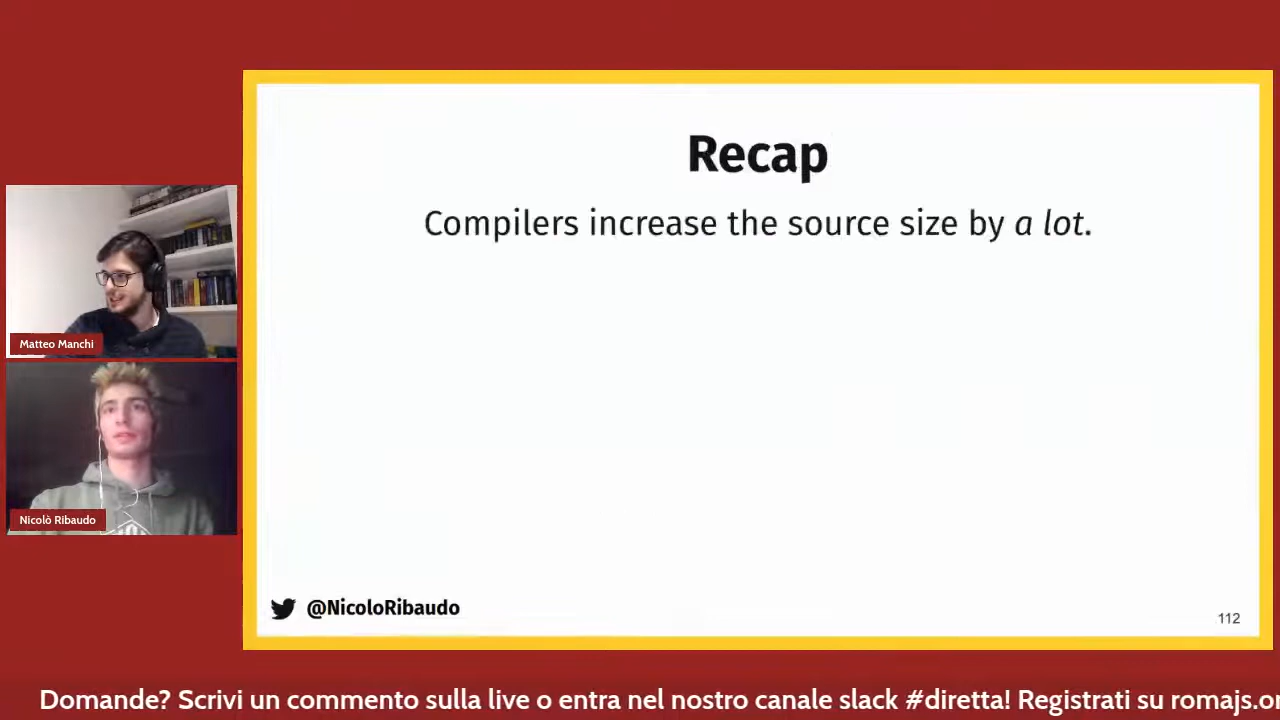 Recap
Compilers increase the source size by a lot.
Matteo Manchi
Nicolò Ribaudo
@NicoloRibaudo
112
Domande? Scrivi un commento sulla live o entra nel nostro canale slack #diretta! Registrati su romajs.or